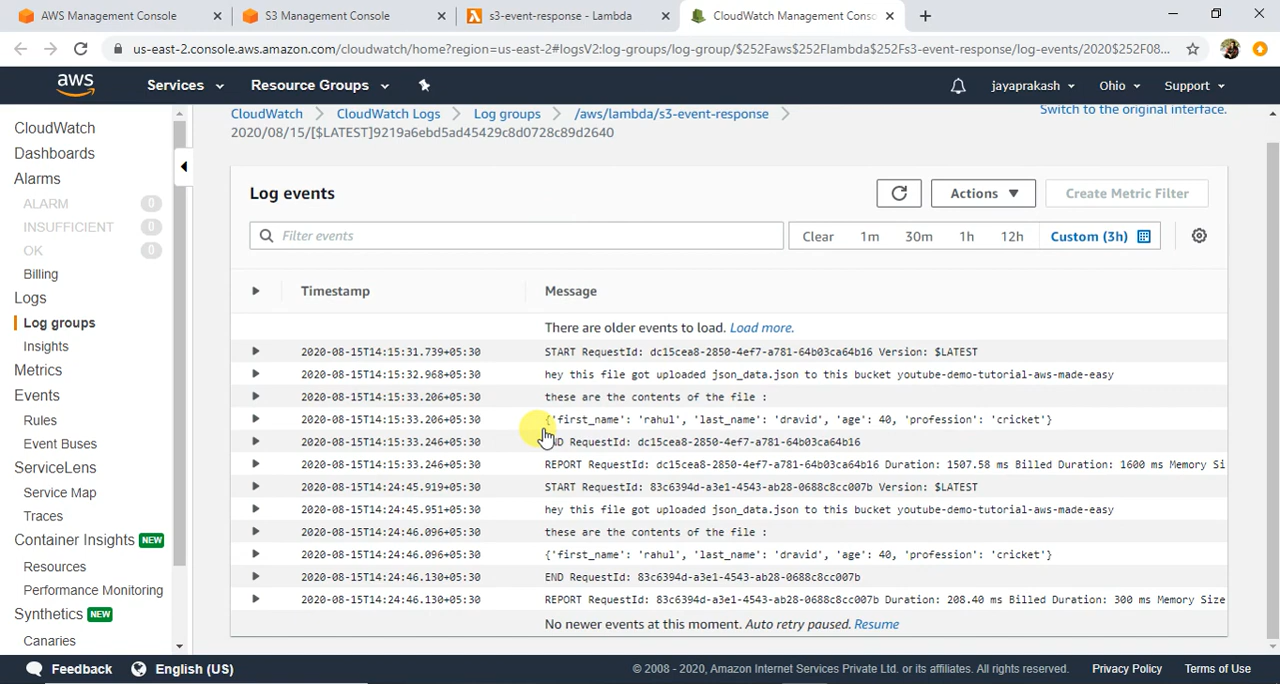 AWS Management Console
S3 Management Console
s3-event-response - Lambda
CloudWatch Management Conso
us-east-2.console.aws.amazon.com/cloudwatch/home?region=us-east-2#logsV2:log-groups/log-group/$252Faws$252Flambda$252Fs3-event-response/log-events/2020$252F08...
aws Services Resource Groups jayaprakash Ohio Support
CloudWatch
Dashboards
Alarms
ALARM 0
INSUFFICIENT 0
OK 0
Billing
Logs
Log groups
Insights
Metrics
Events
Rules
Event Buses
ServiceLens
Service Map
Traces
Container Insights NEW
Resources
Performance Monitoring
Synthetics NEW
Canaries
CloudWatch CloudWatch Logs Log groups /aws/lambda/s3-event-response
Switch to the original interface.
2020/08/15/[$LATEST]9219a6ebd5ad45429c8d0728c89d2640
Log events
Actions
Create Metric Filter
Filter events
Clear 1m 30m 1h 12h Custom (3h)
Timestamp Message
There are older events to load. Load more.
2020-08-15T14:15:31.739+05:30 START RequestId: dc15cea8-2850-4ef7-a781-64b03ca64b16 Version: $LATEST
2020-08-15T14:15:32.968+05:30 hey this file got uploaded json_data.json to this bucket youtube-demo-tutorial-aws-made-easy
2020-08-15T14:15:33.206+05:30 these are the contents of the file :
2020-08-15T14:15:33.206+05:30 {'first_name': 'rahul', 'last_name': 'dravid', 'age': 40, 'profession': 'cricket'}
2020-08-15T14:15:33.246+05:30 END RequestId: dc15cea8-2850-4ef7-a781-64b03ca64b16
2020-08-15T14:15:33.246+05:30 REPORT RequestId: dc15cea8-2850-4ef7-a781-64b03ca64b16 Duration: 1507.58 ms Billed Duration: 1600 ms Memory Si
2020-08-15T14:24:45.919+05:30 START RequestId: 83c6394d-a3e1-4543-ab28-0688c8cc007b Version: $LATEST
2020-08-15T14:24:45.951+05:30 hey this file got uploaded json_data.json to this bucket youtube-demo-tutorial-aws-made-easy
2020-08-15T14:24:46.096+05:30 these are the contents of the file :
2020-08-15T14:24:46.096+05:30 {'first_name': 'rahul', 'last_name': 'dravid', 'age': 40, 'profession': 'cricket'}
2020-08-15T14:24:46.130+05:30 END RequestId: 83c6394d-a3e1-4543-ab28-0688c8cc007b
2020-08-15T14:24:46.130+05:30 REPORT RequestId: 83c6394d-a3e1-4543-ab28-0688c8cc007b Duration: 208.40 ms Billed Duration: 300 ms Memory Size
No newer events at this moment. Auto retry paused. Resume
Feedback English (US) © 2008 - 2020, Amazon Internet Services Private Ltd. or its affiliates. All rights reserved. Privacy Policy Terms of Use